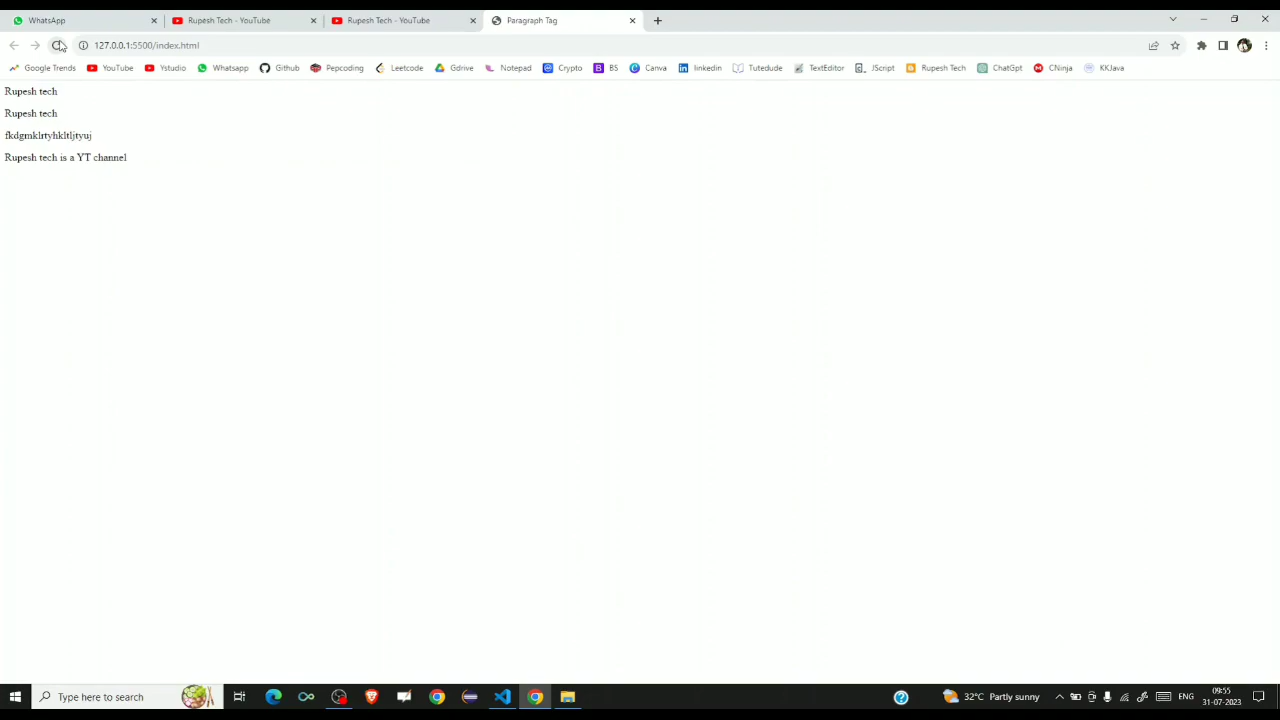 WhatsApp
Rupesh Tech - YouTube
Rupesh Tech - YouTube
Paragraph Tag
127.0.0.1:5500/index.html
Google Trends YouTube Ystudio Whatsapp Github Pepcoding Leetcode Gdrive Notepad Crypto BS Canva linkedin Tutedude TextEditor JScript Rupesh Tech ChatGpt CNinja KKJava
Rupesh tech
Rupesh tech
fkdgmklrtyhkltljtyuj
Rupesh tech is a YT channel
Type here to search
32°C Partly sunny
ENG
09:55
31-07-2023